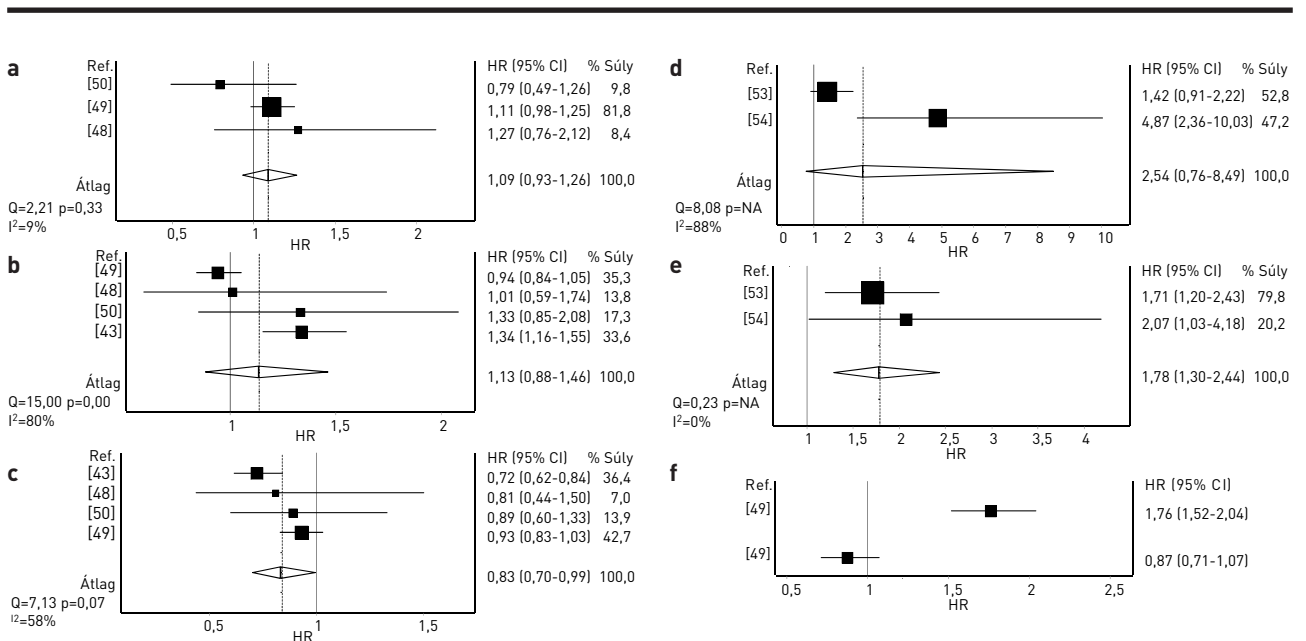 a
Ref. HR (95% CI) % Súly
[50] 0,79 (0,49-1,26) 9,8
[49] 1,11 (0,98-1,25) 81,8
[48] 1,27 (0,76-2,12) 8,4
Átlag 1,09 (0,93-1,26) 100,0
Q=2,21 p=0,33
I²=9%
0,5 1 1,5 2
HR
b
Ref. HR (95% CI) % Súly
[49] 0,94 (0,84-1,05) 35,3
[48] 1,01 (0,59-1,74) 13,8
[50] 1,33 (0,85-2,08) 17,3
[43] 1,34 (1,16-1,55) 33,6
Átlag 1,13 (0,88-1,46) 100,0
Q=15,00 p=0,00
I²=80%
1 1,5 2
HR
c
Ref. HR (95% CI) % Súly
[43] 0,72 (0,62-0,84) 36,4
[48] 0,81 (0,44-1,50) 7,0
[50] 0,89 (0,60-1,33) 13,9
[49] 0,93 (0,83-1,03) 42,7
Átlag 0,83 (0,70-0,99) 100,0
Q=7,13 p=0,07
I²=58%
0,5 1 1,5
HR
d
Ref. HR (95% CI) % Súly
[53] 1,42 (0,91-2,22) 52,8
[54] 4,87 (2,36-10,03) 47,2
Átlag 2,54 (0,76-8,49) 100,0
Q=8,08 p=NA
I²=88%
0 1 2 3 4 5 6 7 8 9 10
HR
e
Ref. HR (95% CI) % Súly
[53] 1,71 (1,20-2,43) 79,8
[54] 2,07 (1,03-4,18) 20,2
Átlag 1,78 (1,30-2,44) 100,0
Q=0,23 p=NA
I²=0%
1 1,5 2 2,5 3 3,5 4
HR
f
Ref. HR (95% CI)
[49] 1,76 (1,52-2,04)
[49] 0,87 (0,71-1,07)
0,5 1 1,5 2 2,5
HR